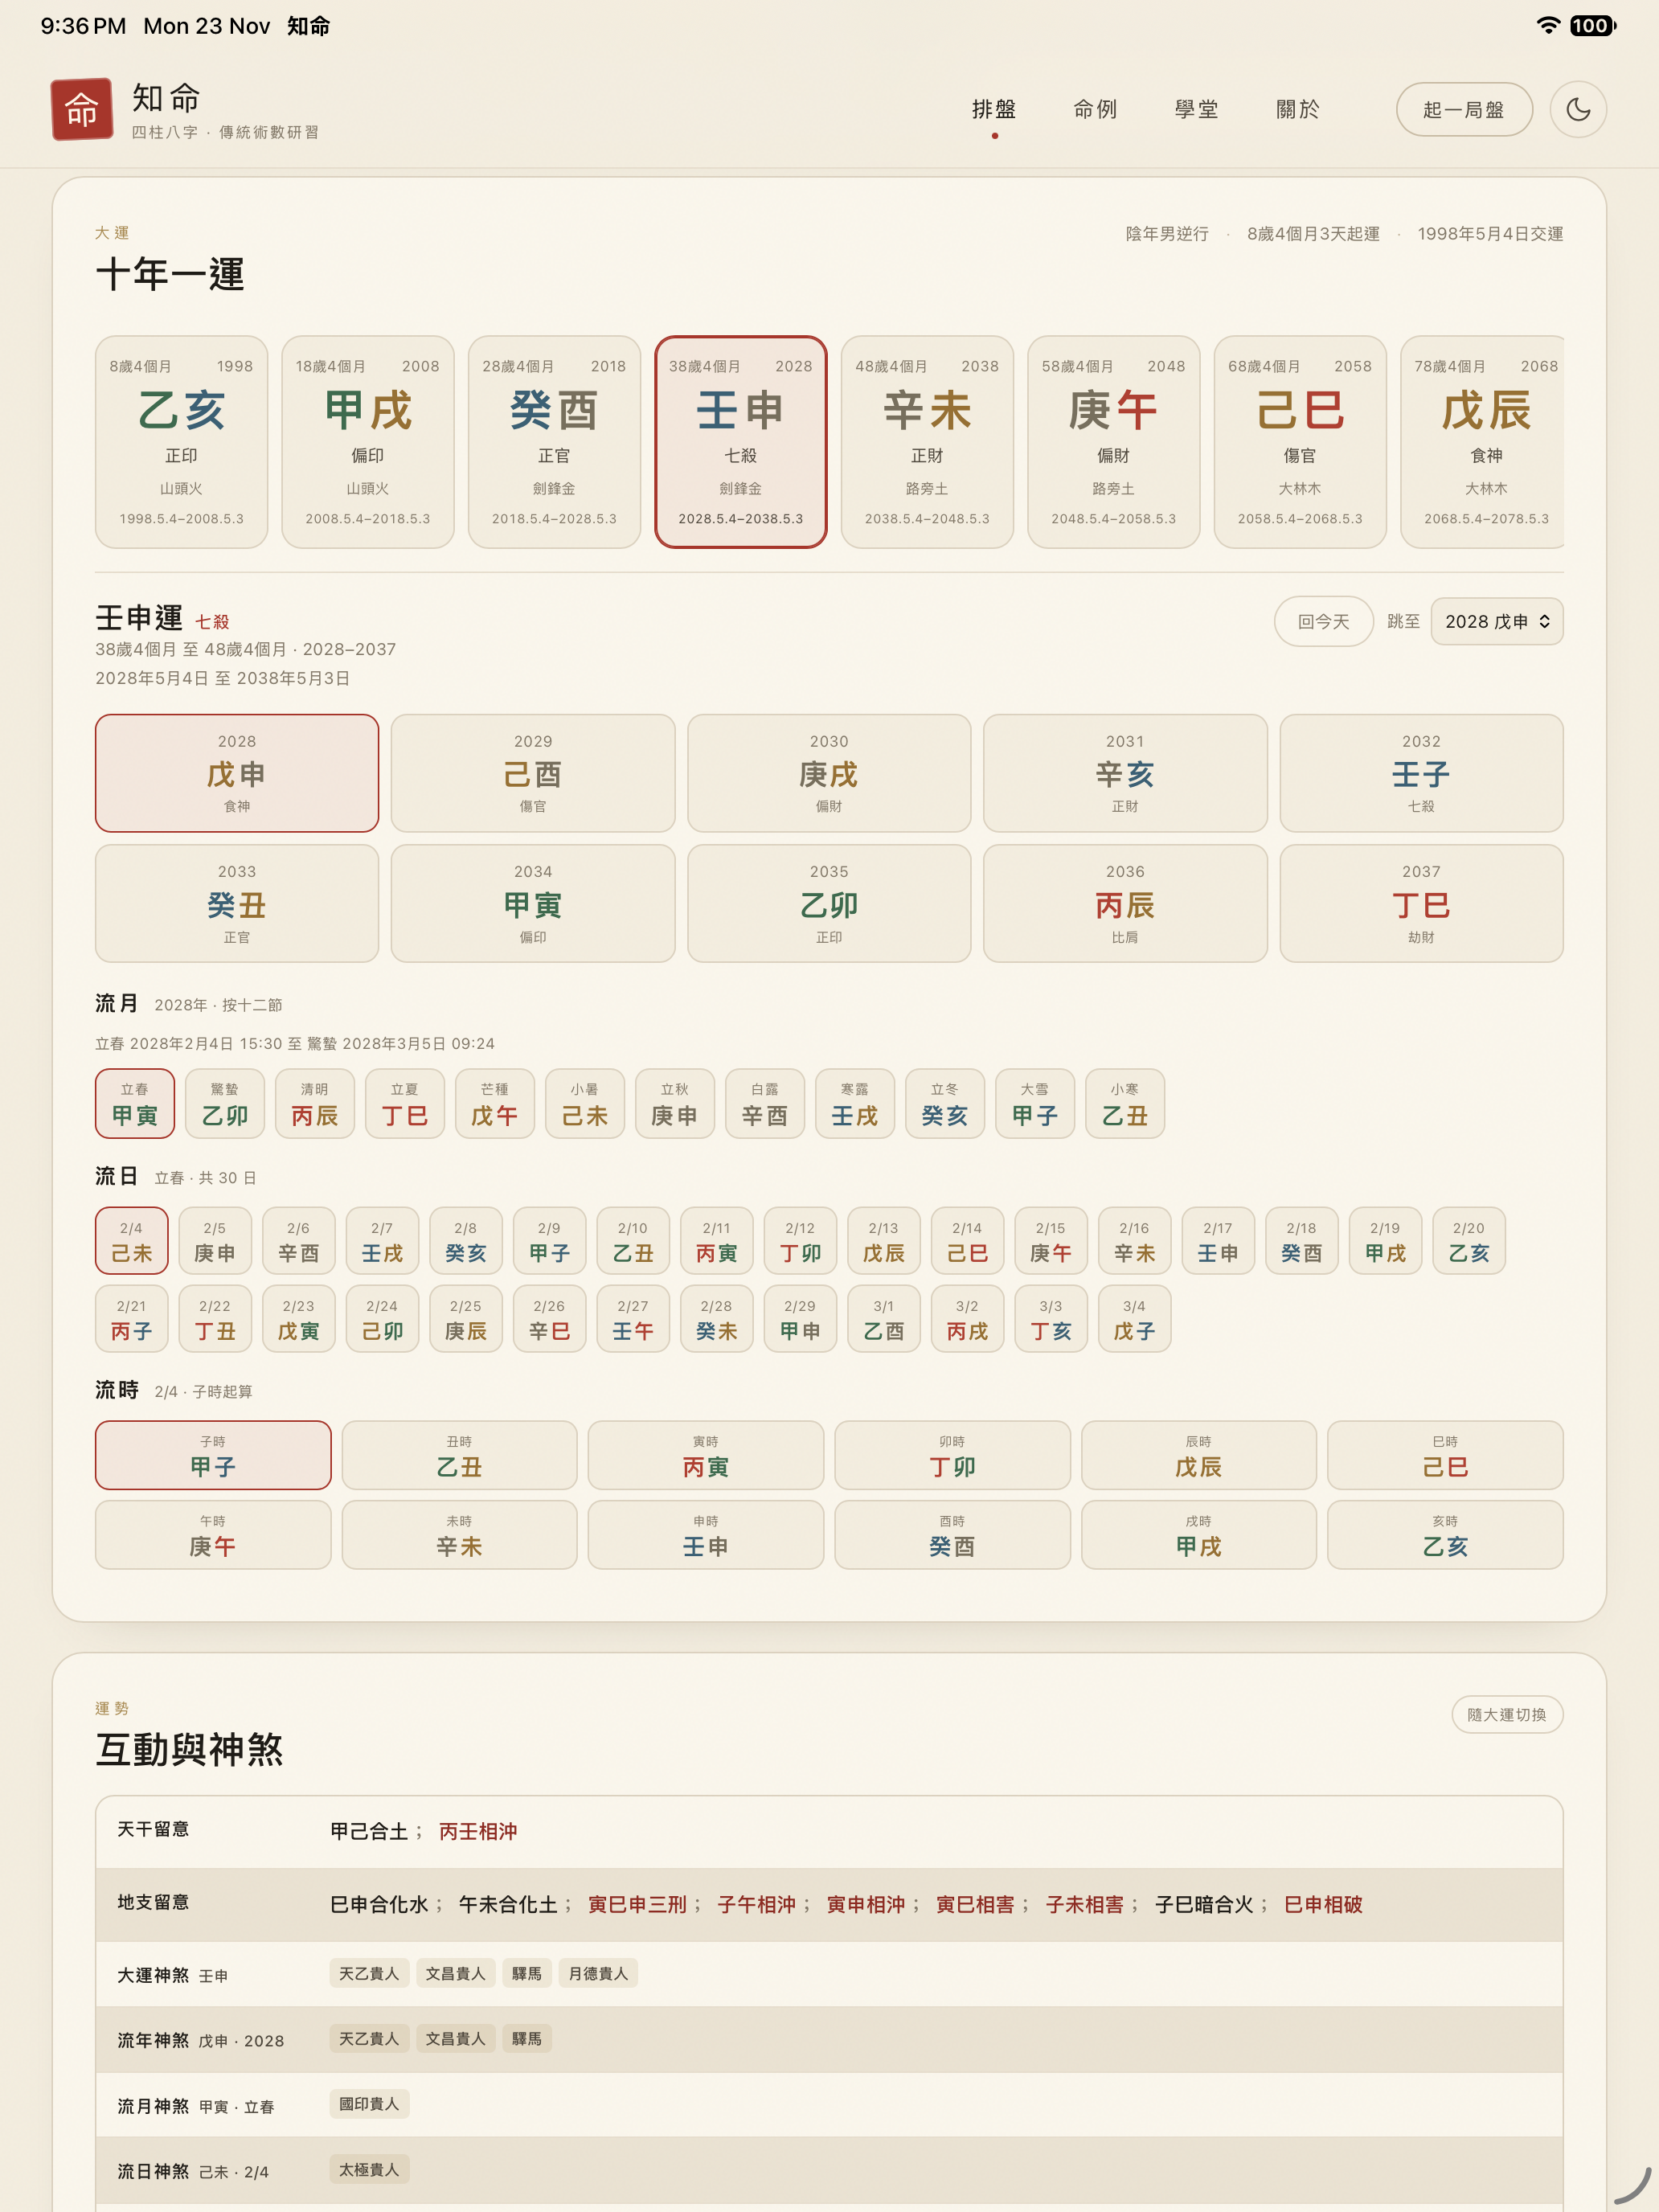 9:36 PM Mon 23 Nov 知命 100
命 知命
四柱八字 · 傳統術數研習
排盤 命例 學堂 關於 起一局盤
大運
十年一運
陰年男逆行 · 8歲4個月3天起運 · 1998年5月4日交運
8歲4個月 1998
乙亥
正印
山頭火
1998.5.4–2008.5.3
18歲4個月 2008
甲戌
偏印
山頭火
2008.5.4–2018.5.3
28歲4個月 2018
癸酉
正官
劍鋒金
2018.5.4–2028.5.3
38歲4個月 2028
壬申
七殺
劍鋒金
2028.5.4–2038.5.3
48歲4個月 2038
辛未
正財
路旁土
2038.5.4–2048.5.3
58歲4個月 2048
庚午
偏財
路旁土
2048.5.4–2058.5.3
68歲4個月 2058
己巳
傷官
大林木
2058.5.4–2068.5.3
78歲4個月 2068
戊辰
食神
大林木
2068.5.4–2078.5.3
壬申運 七殺
38歲4個月 至 48歲4個月 · 2028–2037
2028年5月4日 至 2038年5月3日
回今天 跳至 2028 戊申
2028
戊申
食神
2029
己酉
傷官
2030
庚戌
偏財
2031
辛亥
正財
2032
壬子
七殺
2033
癸丑
正官
2034
甲寅
偏印
2035
乙卯
正印
2036
丙辰
比肩
2037
丁巳
劫財
流月 2028年 · 按十二節
立春 2028年2月4日 15:30 至 驚蟄 2028年3月5日 09:24
立春 驚蟄 清明 立夏 芒種 小暑 立秋 白露 寒露 立冬 大雪 小寒
甲寅 乙卯 丙辰 丁巳 戊午 己未 庚申 辛酉 壬戌 癸亥 甲子 乙丑
流日 立春 · 共 30 日
2/4 2/5 2/6 2/7 2/8 2/9 2/10 2/11 2/12 2/13 2/14 2/15 2/16 2/17 2/18 2/19 2/20
己未 庚申 辛酉 壬戌 癸亥 甲子 乙丑 丙寅 丁卯 戊辰 己巳 庚午 辛未 壬申 癸酉 甲戌 乙亥
2/21 2/22 2/23 2/24 2/25 2/26 2/27 2/28 2/29 3/1 3/2 3/3 3/4
丙子 丁丑 戊寅 己卯 庚辰 辛巳 壬午 癸未 甲申 乙酉 丙戌 丁亥 戊子
流時 2/4 · 子時起算
子時 丑時 寅時 卯時 辰時 巳時
甲子 乙丑 丙寅 丁卯 戊辰 己巳
午時 未時 申時 酉時 戌時 亥時
庚午 辛未 壬申 癸酉 甲戌 乙亥
運勢
互動與神煞
隨大運切換
天干留意 甲己合土； 丙壬相沖
地支留意 巳申合化水； 午未合化土； 寅巳申三刑； 子午相沖； 寅申相沖； 寅巳相害； 子未相害； 子巳暗合火； 巳申相破
大運神煞 壬申 天乙貴人 文昌貴人 驛馬 月德貴人
流年神煞 戊申 · 2028 天乙貴人 文昌貴人 驛馬
流月神煞 甲寅 · 立春 國印貴人
流日神煞 己未 · 2/4 太極貴人